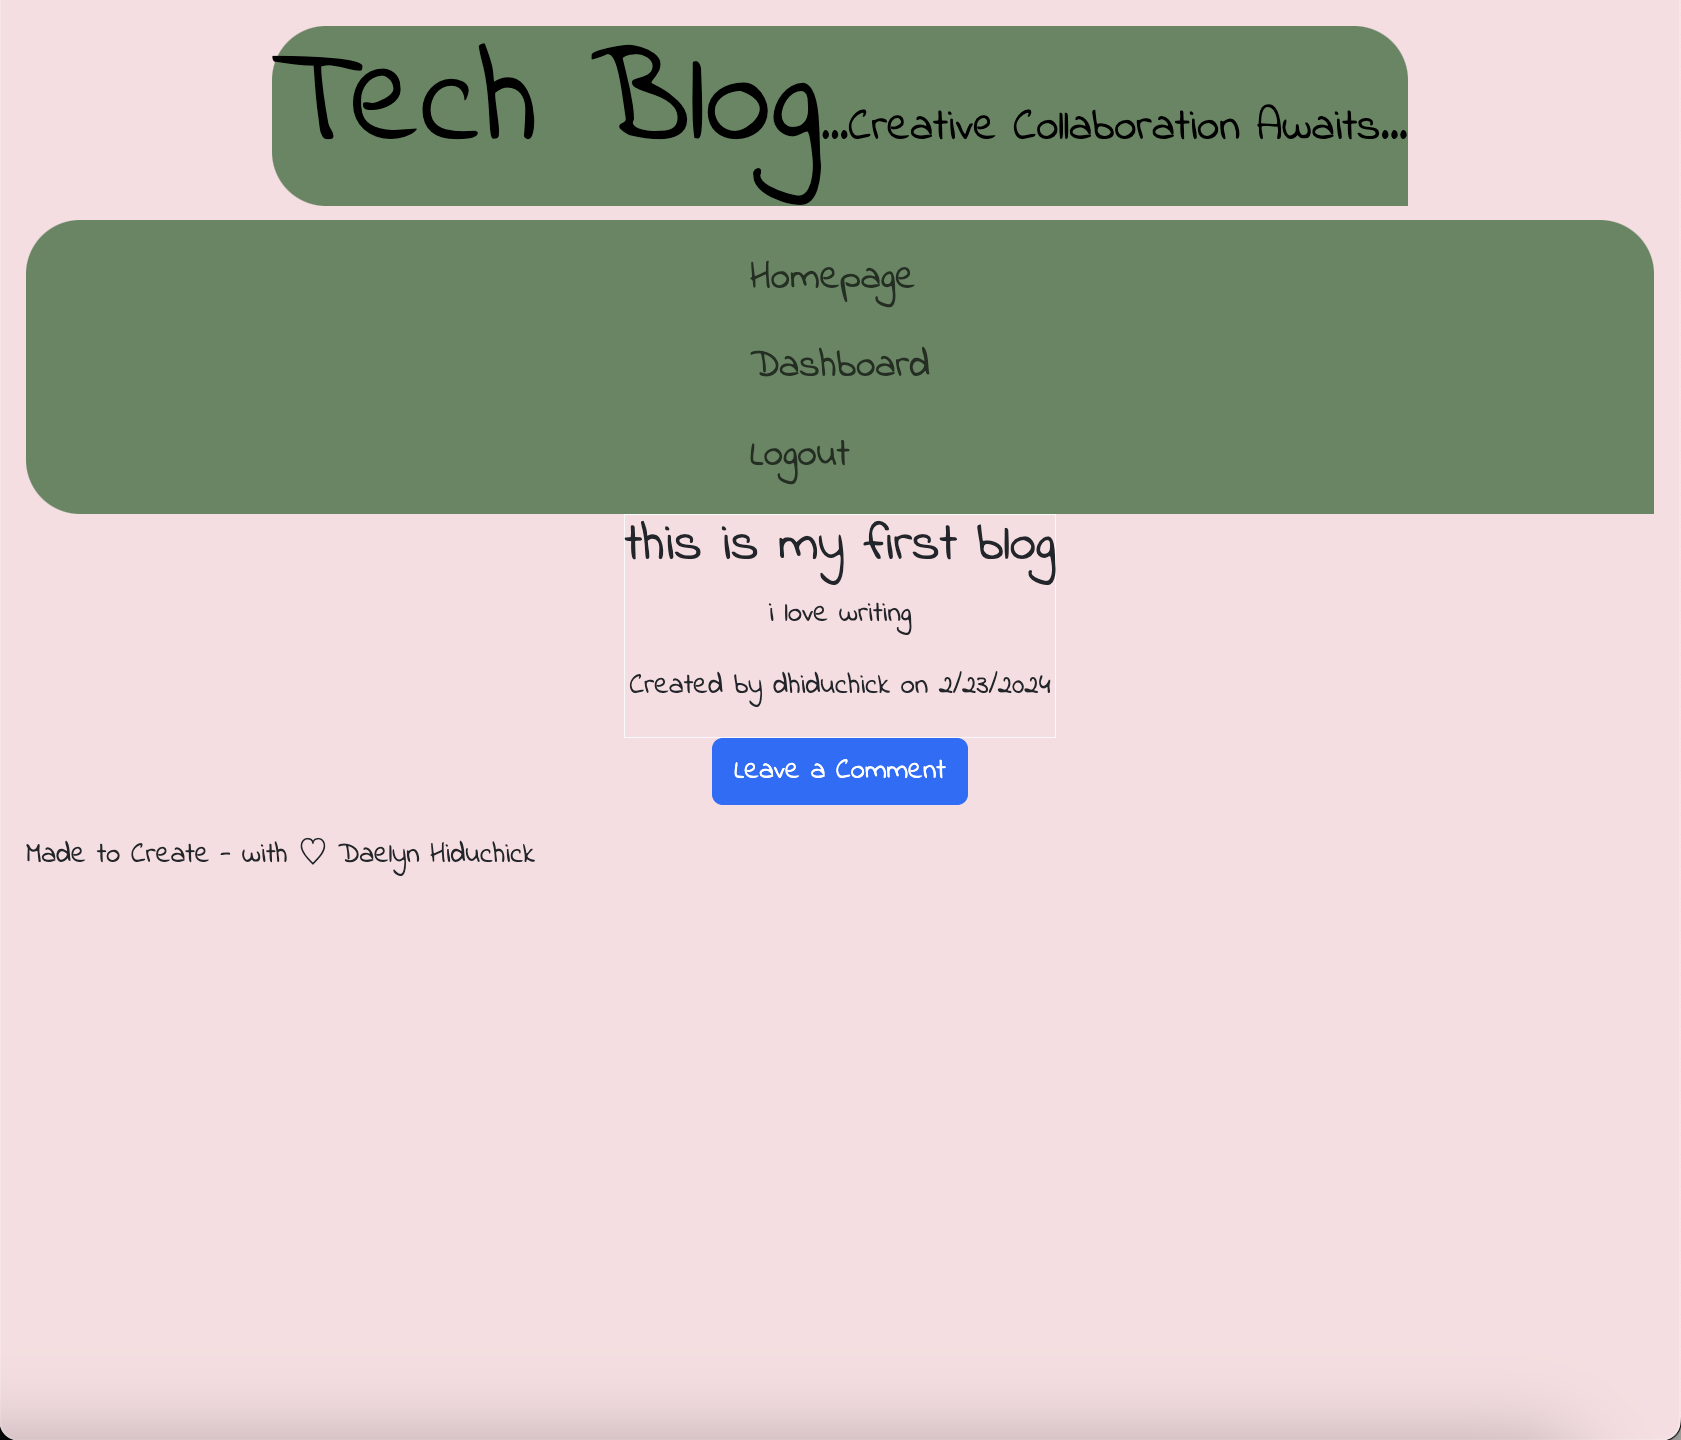 Tech Blog...Creative Collaboration Awaits...
Homepage
Dashboard
Logout
this is my first blog
i love writing
Created by dhiduchick on 2/23/2024
Leave a Comment
Made to Create - with ♡ Daelyn Hiduchick